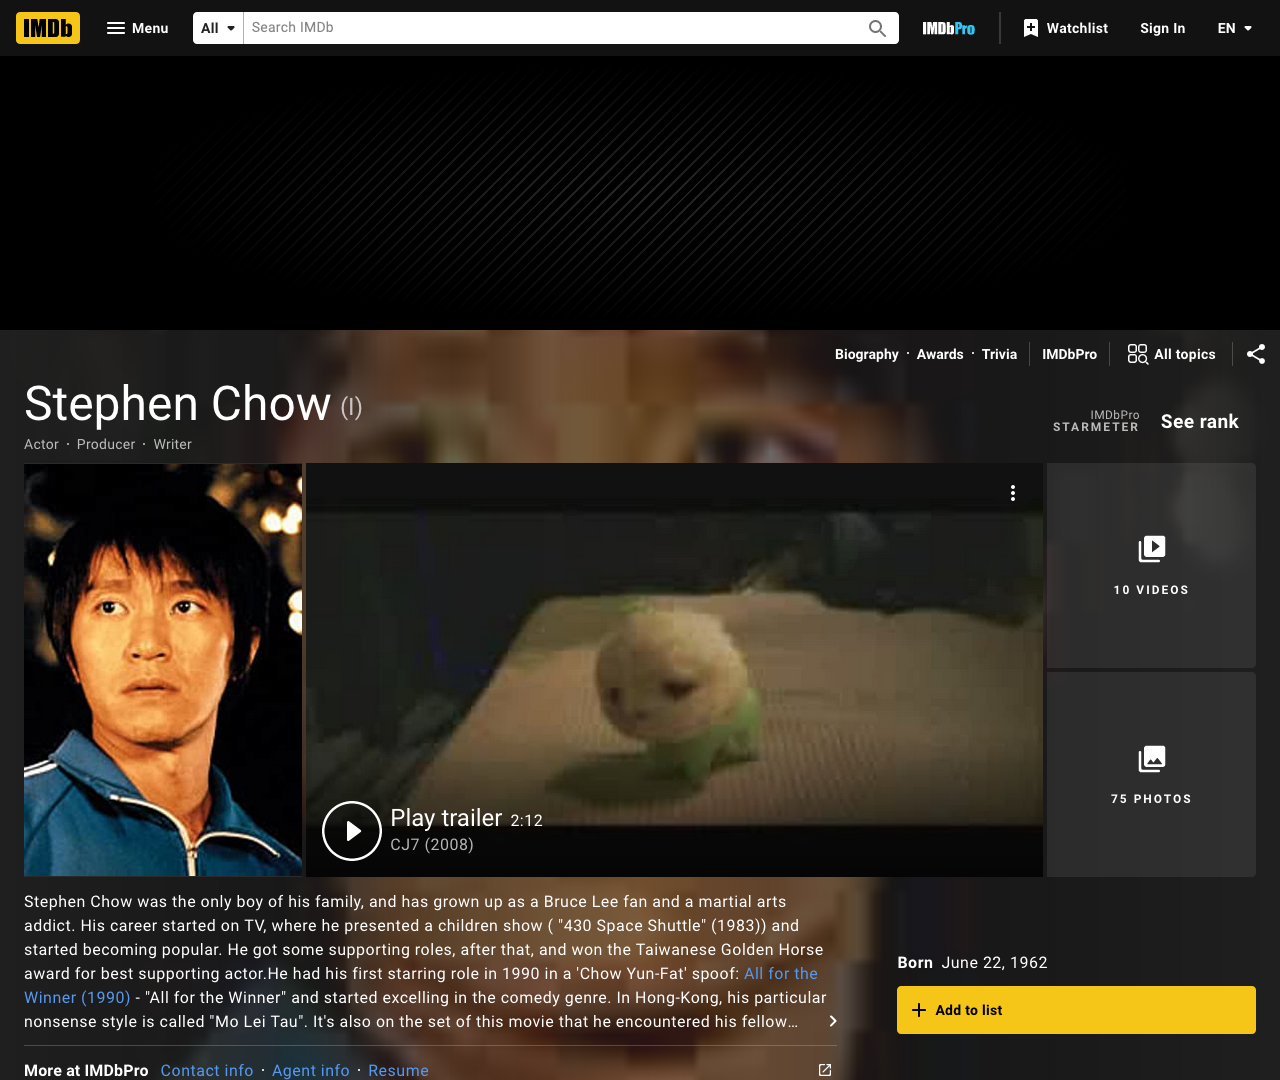 IMDb
Menu
All
Search IMDb
IMDbPro
Watchlist
Sign In
EN
Biography · Awards · Trivia
IMDbPro
All topics
Stephen Chow (I)
Actor · Producer · Writer
IMDbPro
STARMETER
See rank
10 VIDEOS
Play trailer 2:12
CJ7 (2008)
75 PHOTOS
Stephen Chow was the only boy of his family, and has grown up as a Bruce Lee fan and a martial arts
addict. His career started on TV, where he presented a children show ( "430 Space Shuttle" (1983)) and
started becoming popular. He got some supporting roles, after that, and won the Taiwanese Golden Horse
award for best supporting actor.He had his first starring role in 1990 in a 'Chow Yun-Fat' spoof: All for the
Winner (1990) - "All for the Winner" and started excelling in the comedy genre. In Hong-Kong, his particular
nonsense style is called "Mo Lei Tau". It's also on the set of this movie that he encountered his fellow…
Born June 22, 1962
Add to list
More at IMDbPro Contact info · Agent info · Resume